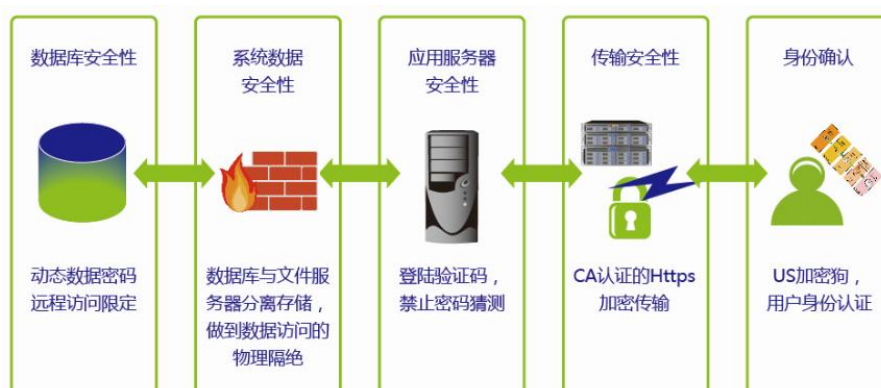 数据库安全性
系统数据
安全性
应用服务器
安全性
传输安全性
身份确认
动态数据密码
远程访问限定
数据库与文件服
务器分离存储，
做到数据访问的
物理隔绝
登陆验证码，
禁止密码猜测
CA认证的Https
加密传输
US加密狗，
用户身份认证